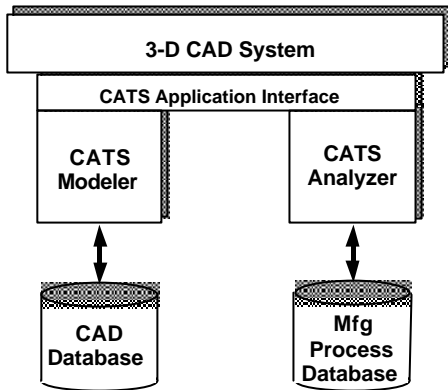 3-D CAD System
CATS Application Interface
CATS
Modeler
CATS
Analyzer
CAD
Database
Mfg
Process
Database